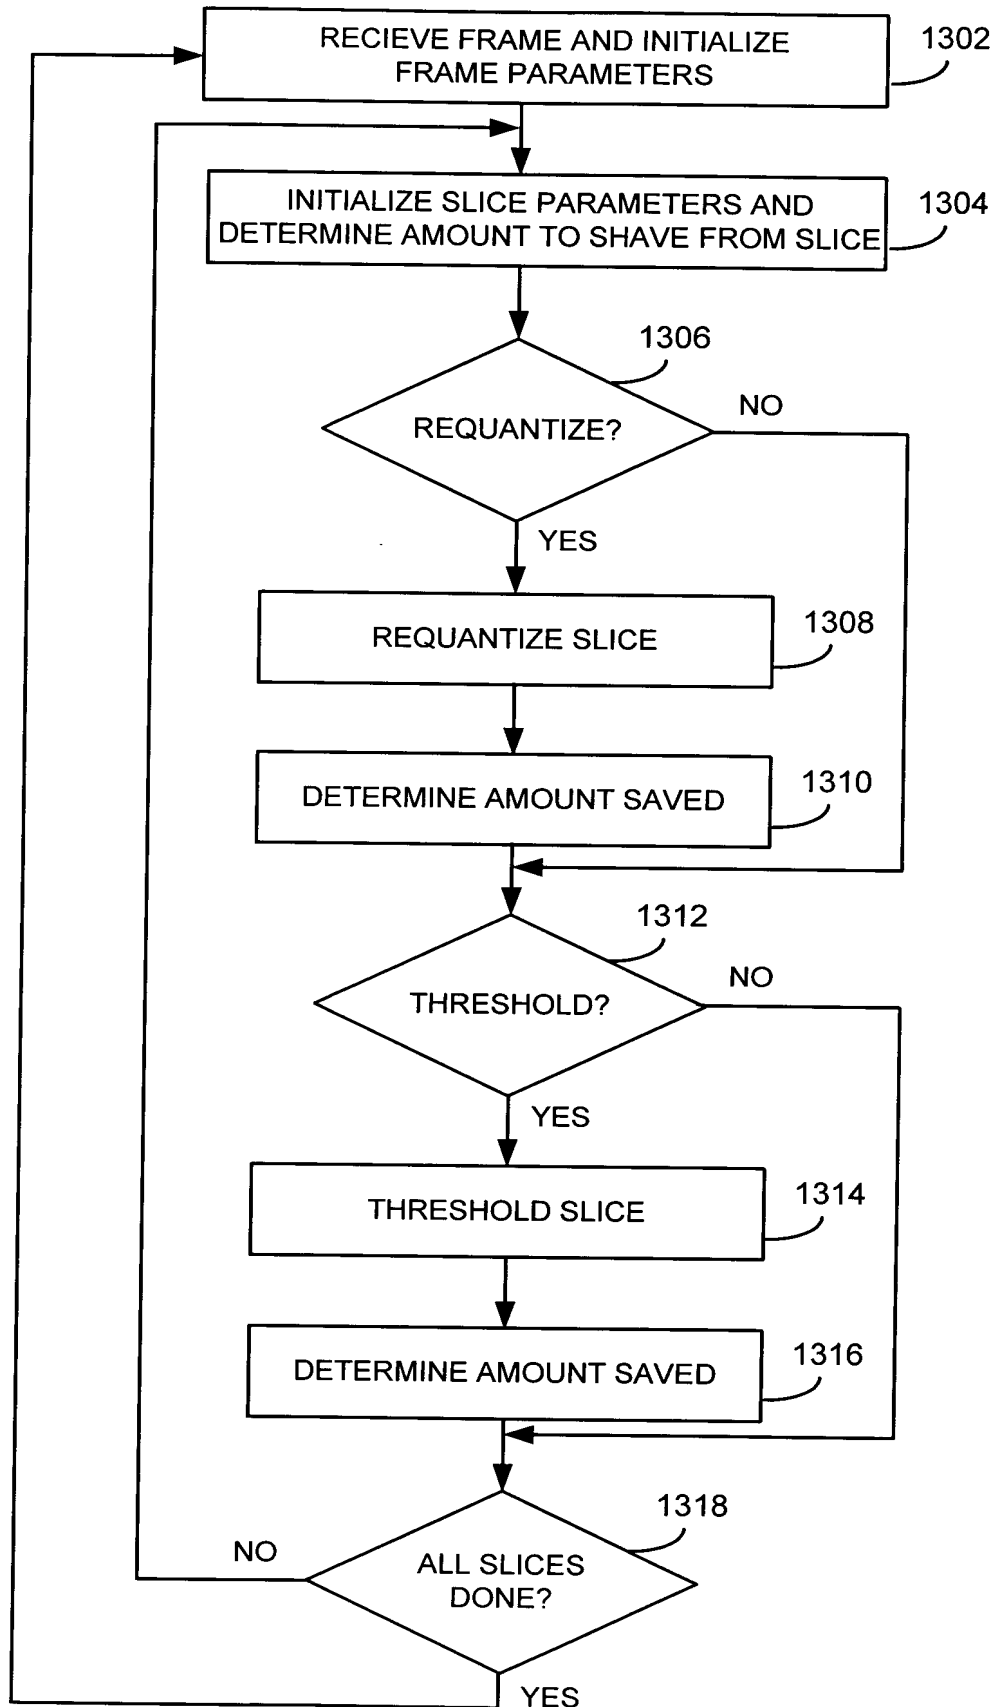 RECIEVE FRAME AND INITIALIZE
FRAME PARAMETERS
1302
INITIALIZE SLICE PARAMETERS AND
DETERMINE AMOUNT TO SHAVE FROM SLICE
1304
1306
REQUANTIZE?
NO
YES
REQUANTIZE SLICE
1308
DETERMINE AMOUNT SAVED
1310
1312
THRESHOLD?
NO
YES
THRESHOLD SLICE
1314
DETERMINE AMOUNT SAVED
1316
1318
ALL SLICES
DONE?
NO
YES